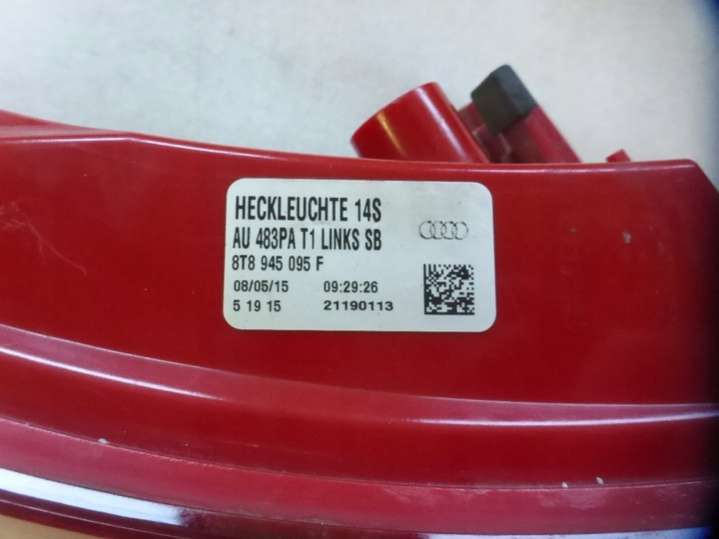 HECKLEUCHTE 14S
AU 483PA T1 LINKS SB
8T8 945 095 F
08/05/15 09:29:26
5 19 15 21190113